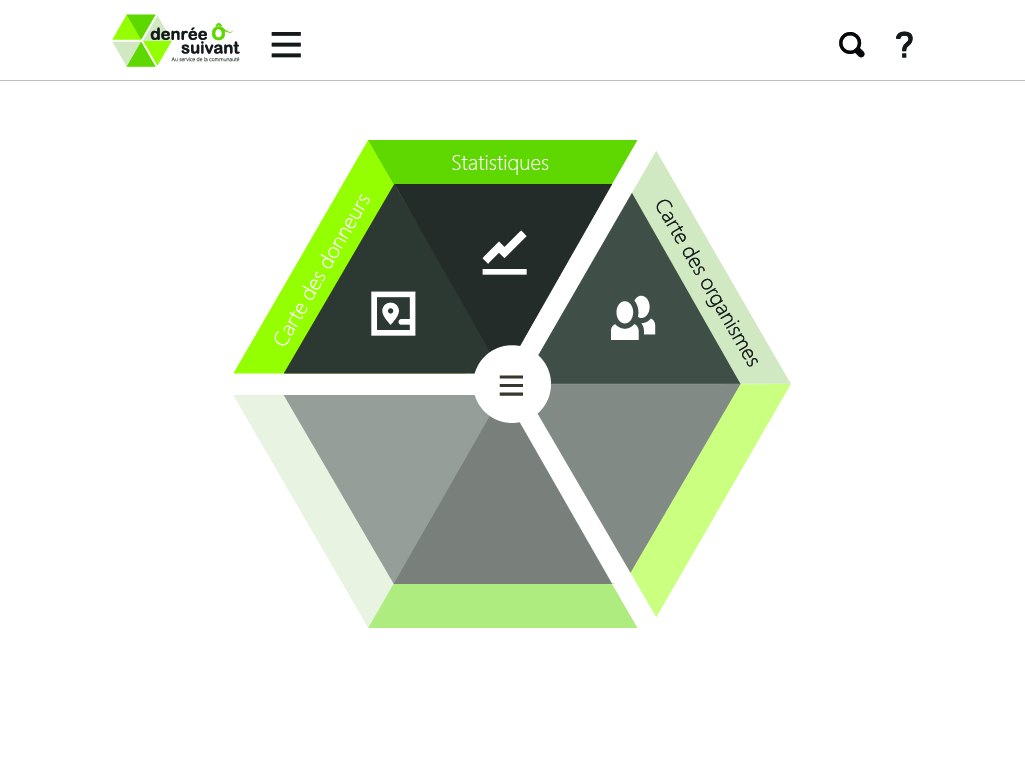 denrée Ô
suivant
Au service de la communauté
?
Statistiques
Carte des donneurs
Carte des organismes